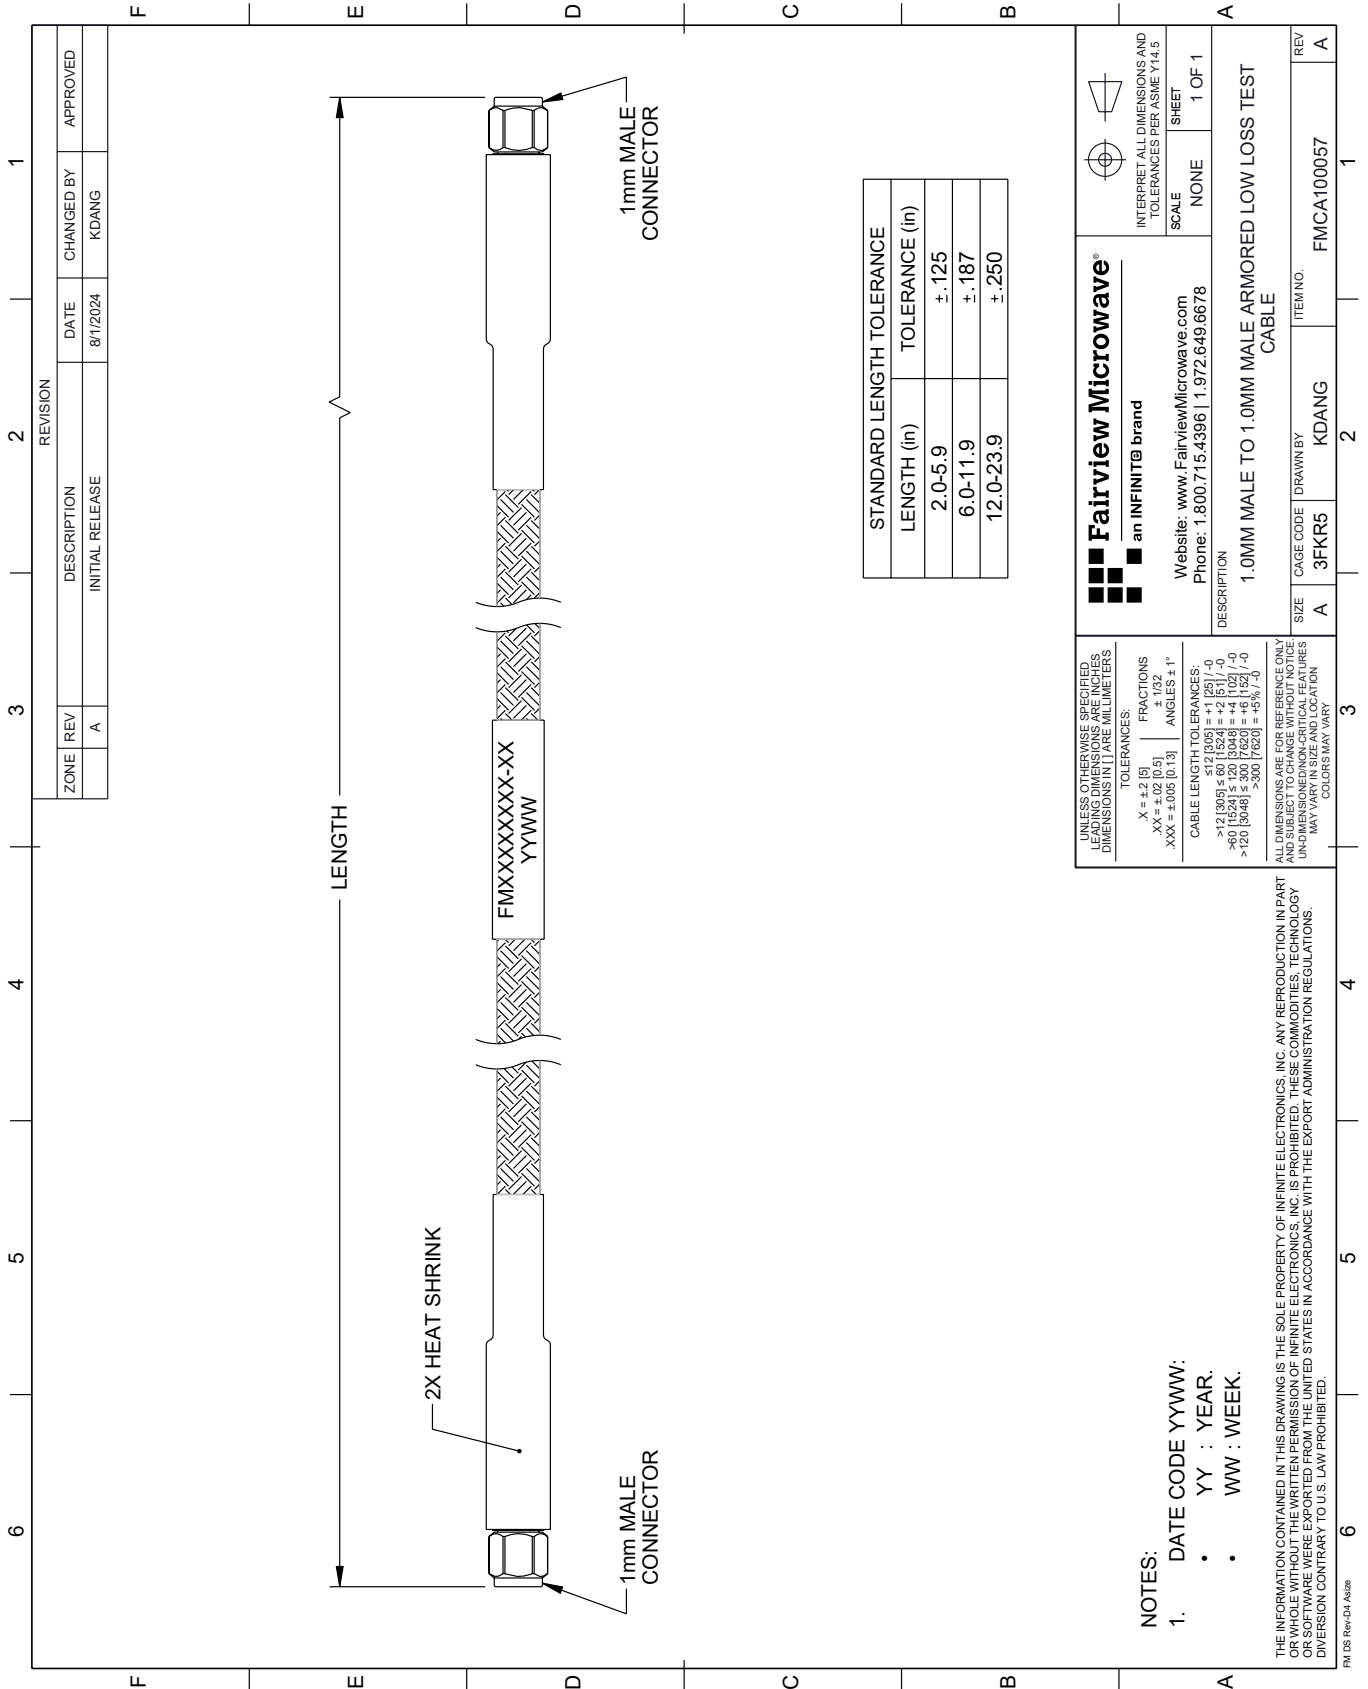 6 5 4 3 2 1
F
E
D
C
B
A
REVISION
ZONE REV DESCRIPTION DATE CHANGED BY APPROVED
A INITIAL RELEASE 8/1/2024 KDANG
LENGTH
2X HEAT SHRINK
FMXXXXXXXX-XX
YYWW
1mm MALE
CONNECTOR
1mm MALE
CONNECTOR
STANDARD LENGTH TOLERANCE
LENGTH (in) TOLERANCE (in)
2.0-5.9 ±.125
6.0-11.9 ±.187
12.0-23.9 ±.250
NOTES:
1. DATE CODE YYWW:
• YY : YEAR.
• WW : WEEK.
THE INFORMATION CONTAINED IN THIS DRAWING IS THE SOLE PROPERTY OF INFINITE ELECTRONICS, INC. ANY REPRODUCTION IN PART
OR WHOLE WITHOUT THE WRITTEN PERMISSION OF INFINITE ELECTRONICS, INC. IS PROHIBITED. THESE COMMODITIES, TECHNOLOGY
OR SOFTWARE WERE EXPORTED FROM THE UNITED STATES IN ACCORDANCE WITH THE EXPORT ADMINISTRATION REGULATIONS.
DIVERSION CONTRARY TO U.S. LAW PROHIBITED.
UNLESS OTHERWISE SPECIFIED
LEADING DIMENSIONS ARE INCHES
DIMENSIONS IN [ ] ARE MILLIMETERS
TOLERANCES:
.X = ±.2 [5] FRACTIONS
.XX = ±.02 [0.5] ± 1/32
.XXX = ±.005 [0.13] ANGLES ± 1°
CABLE LENGTH TOLERANCES:
≤12 [305] = +1 [25] / -0
>12 [305] ≤ 60 [1524] = +2 [51] / -0
>60 [1524] ≤ 120 [3048] = +4 [102] / -0
>120 [3048] ≤ 300 [7620] = +6 [152] / -0
>300 [7620] = +5% / -0
ALL DIMENSIONS ARE FOR REFERENCE ONLY
AND SUBJECT TO CHANGE WITHOUT NOTICE.
UN-DIMENSIONED/NON-CRITICAL FEATURES
MAY VARY IN SIZE AND LOCATION
COLORS MAY VARY
Fairview Microwave®
an INFINIT@ brand
Website: www.FairviewMicrowave.com
Phone: 1.800.715.4396 | 1.972.649.6678
INTERPRET ALL DIMENSIONS AND
TOLERANCES PER ASME Y14.5
SCALE NONE
SHEET 1 OF 1
DESCRIPTION
1.0MM MALE TO 1.0MM MALE ARMORED LOW LOSS TEST
CABLE
SIZE A
CAGE CODE 3FKR5
DRAWN BY KDANG
ITEM NO. FMCA100057
REV A
F
E
D
C
B
A
6 5 4 3 2 1
FM DS Rev-D4 Asize